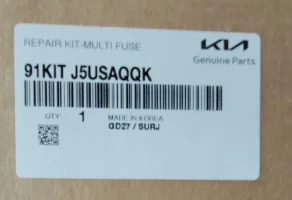 REPAIR KIT-MULTI FUSE
KIA
Genuine Parts
91KIT J5USAQQK
QTY 1
MADE IN KOREA
GD27 / SURJ